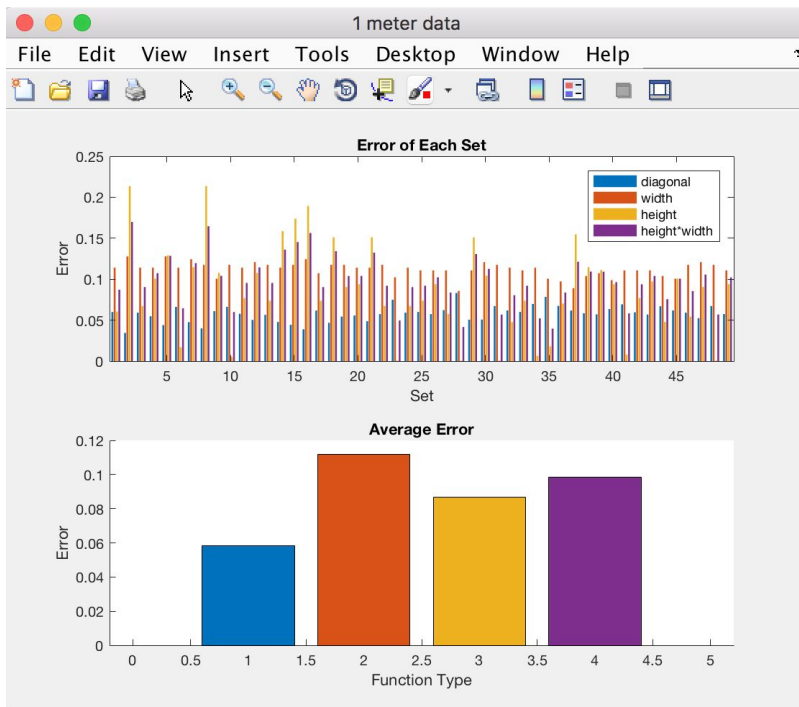 1 meter data
File Edit View Insert Tools Desktop Window Help
Error of Each Set
0.25
0.2
0.15
0.1
0.05
0
Error
diagonal
width
height
height*width
5 10 15 20 25 30 35 40 45
Set
Average Error
0.12
0.1
0.08
0.06
0.04
0.02
0
Error
0 0.5 1 1.5 2 2.5 3 3.5 4 4.5 5
Function Type